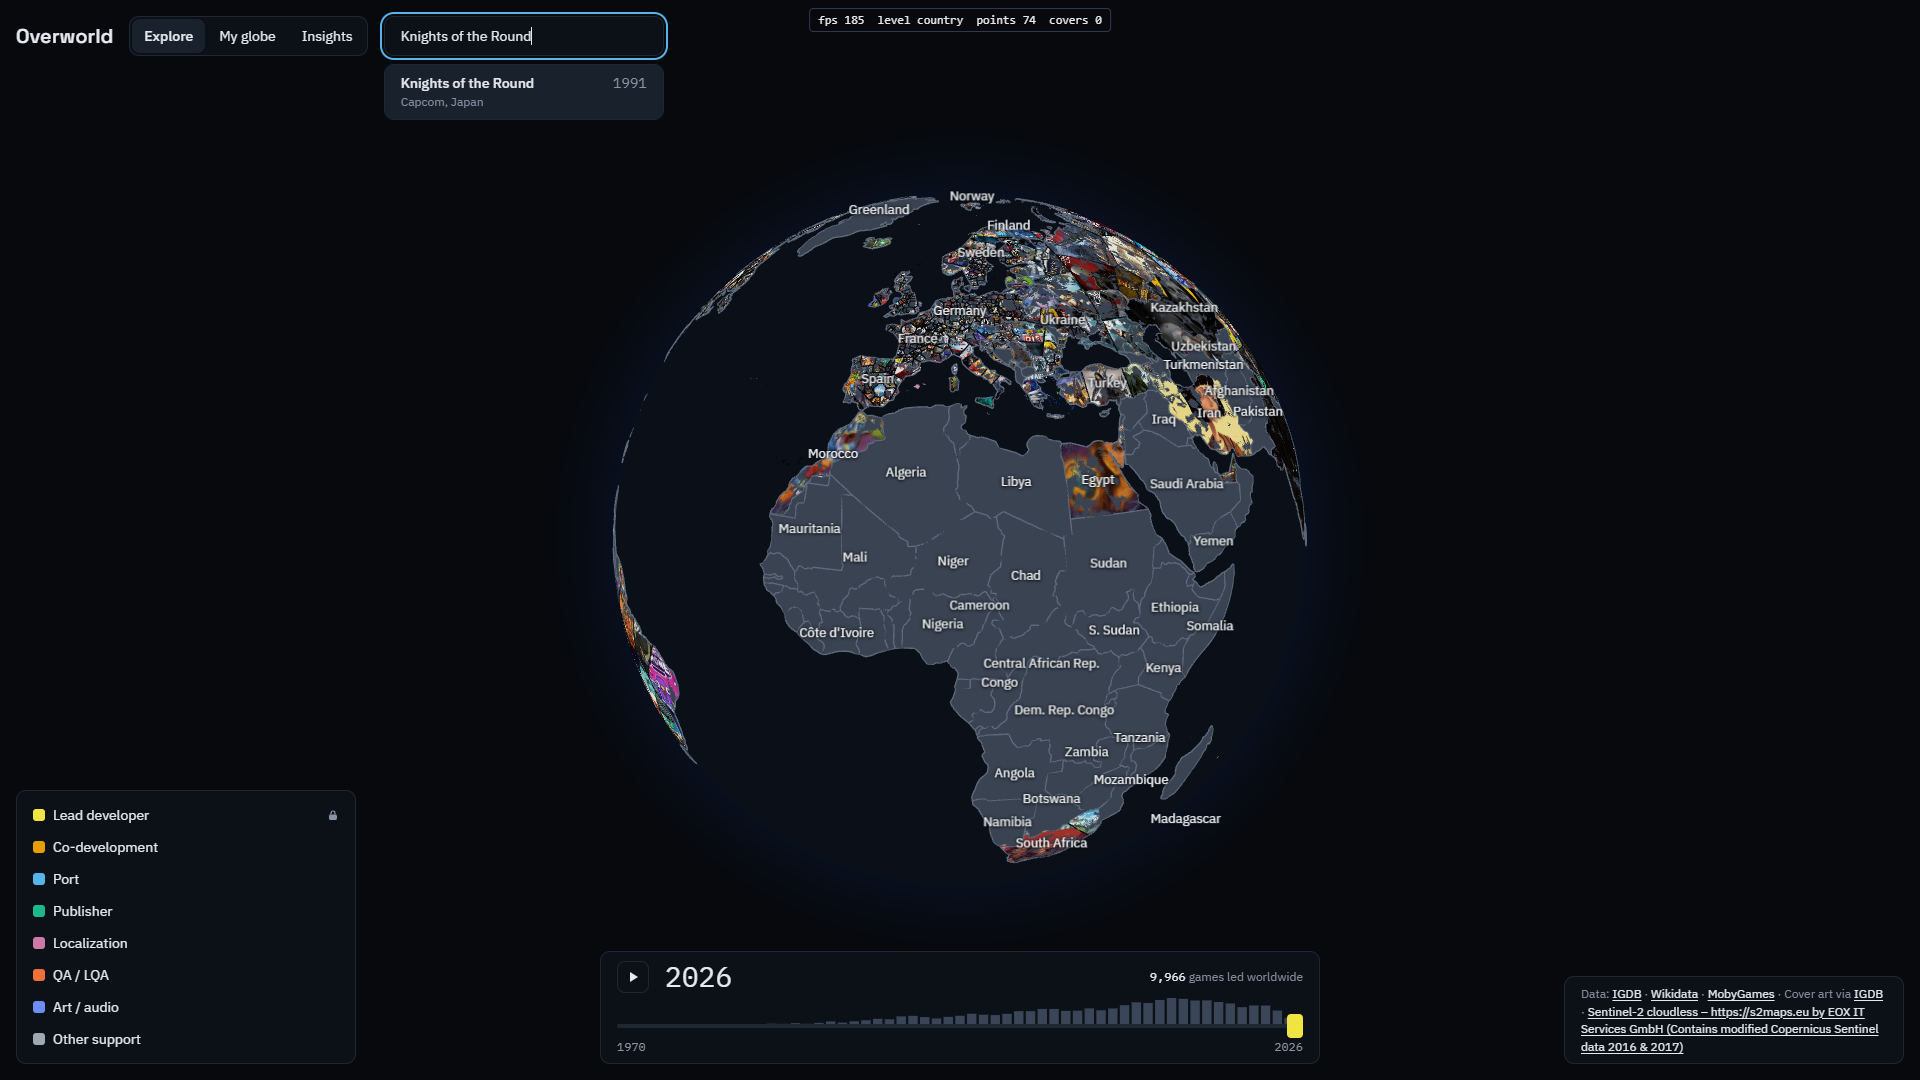 Overworld
Explore
My globe
Insights
Knights of the Round
fps 185 level country points 74 covers 0
Knights of the Round 1991
Capcom, Japan
Norway
Greenland
Finland
Sweden
Kazakhstan
Germany
Ukraine
France
Uzbekistan
Turkmenistan
Spain
Turkey
Afghanistan
Iraq
Iran
Pakistan
Morocco
Algeria
Libya
Egypt
Saudi Arabia
Mauritania
Yemen
Mali
Niger
Chad
Sudan
Cameroon
Ethiopia
Nigeria
Somalia
Côte d'Ivoire
S. Sudan
Central African Rep.
Kenya
Congo
Dem. Rep. Congo
Tanzania
Zambia
Angola
Mozambique
Botswana
Namibia
Madagascar
South Africa
Lead developer
Co-development
Port
Publisher
Localization
QA / LQA
Art / audio
Other support
2026
9,966 games led worldwide
1970
2026
Data: IGDB · Wikidata · MobyGames · Cover art via IGDB
· Sentinel-2 cloudless – https://s2maps.eu by EOX IT
Services GmbH (Contains modified Copernicus Sentinel
data 2016 & 2017)